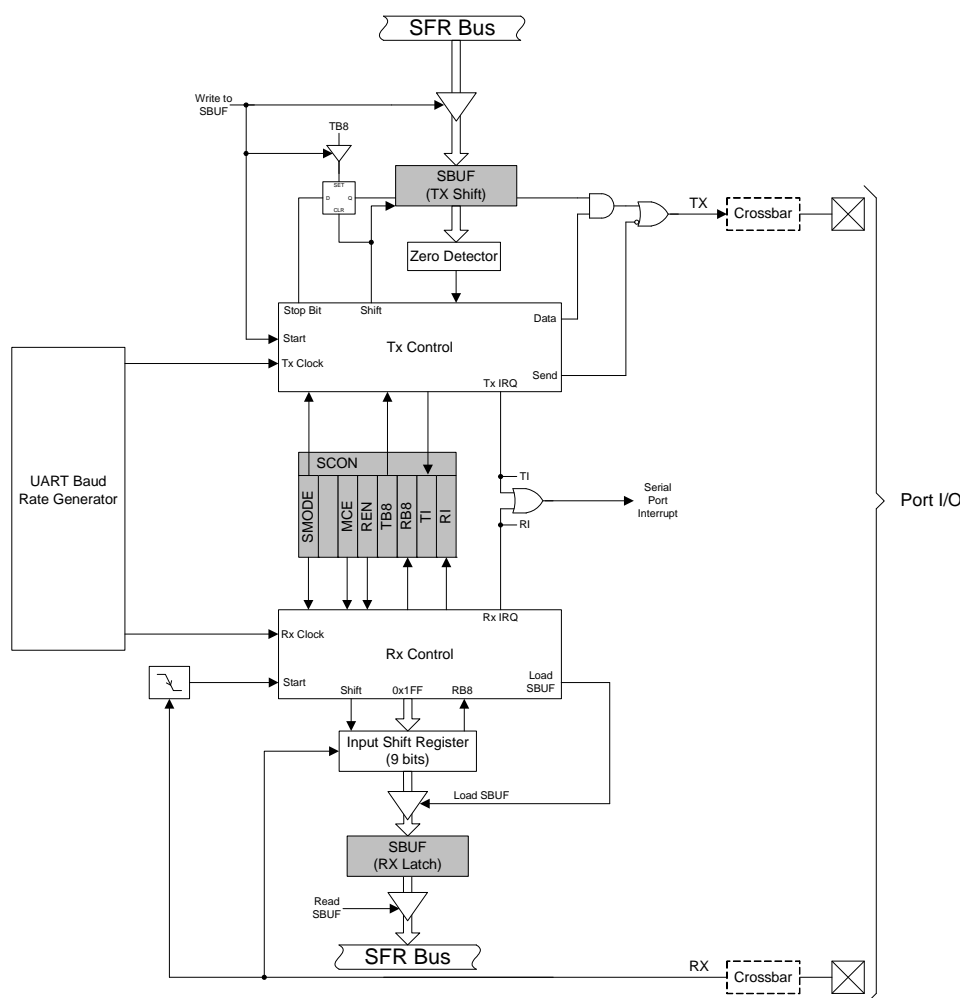 SFR Bus
Write to
SBUF
TB8
SET
D Q
CLR
SBUF
(TX Shift)
TX
Crossbar
Zero Detector
Stop Bit
Shift
Data
Start
Tx Control
Tx Clock
Send
Tx IRQ
UART Baud
Rate Generator
SCON
SMODE
MCE
REN
TB8
RB8
TI
RI
TI
Serial
Port
Interrupt
RI
Port I/O
Rx IRQ
Rx Clock
Rx Control
Start
Load
SBUF
Shift
0x1FF
RB8
Input Shift Register
(9 bits)
Load SBUF
SBUF
(RX Latch)
Read
SBUF
SFR Bus
RX
Crossbar